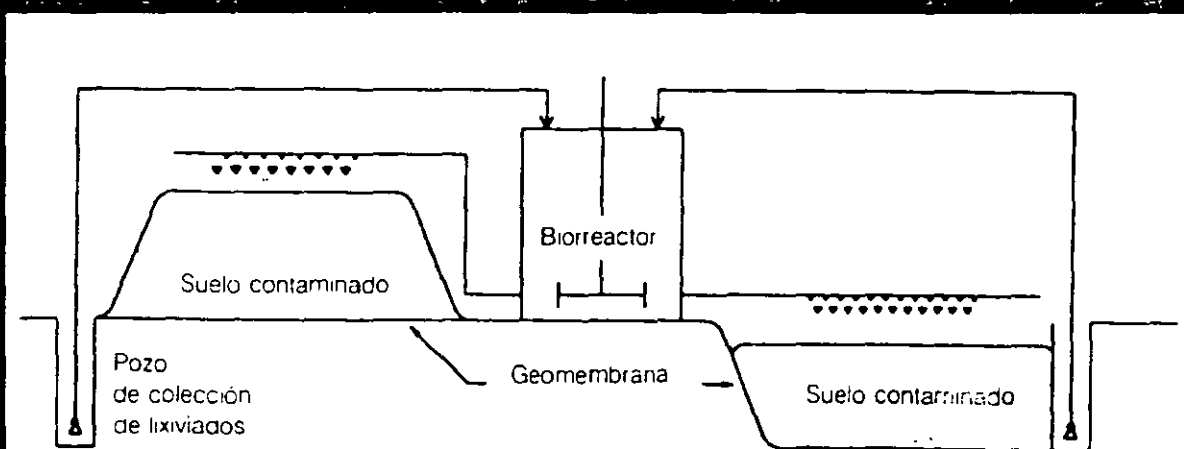 Biorreactor
Suelo contaminado
Pozo
de colección
de lixiviados
Geomembrana
Suelo contaminado